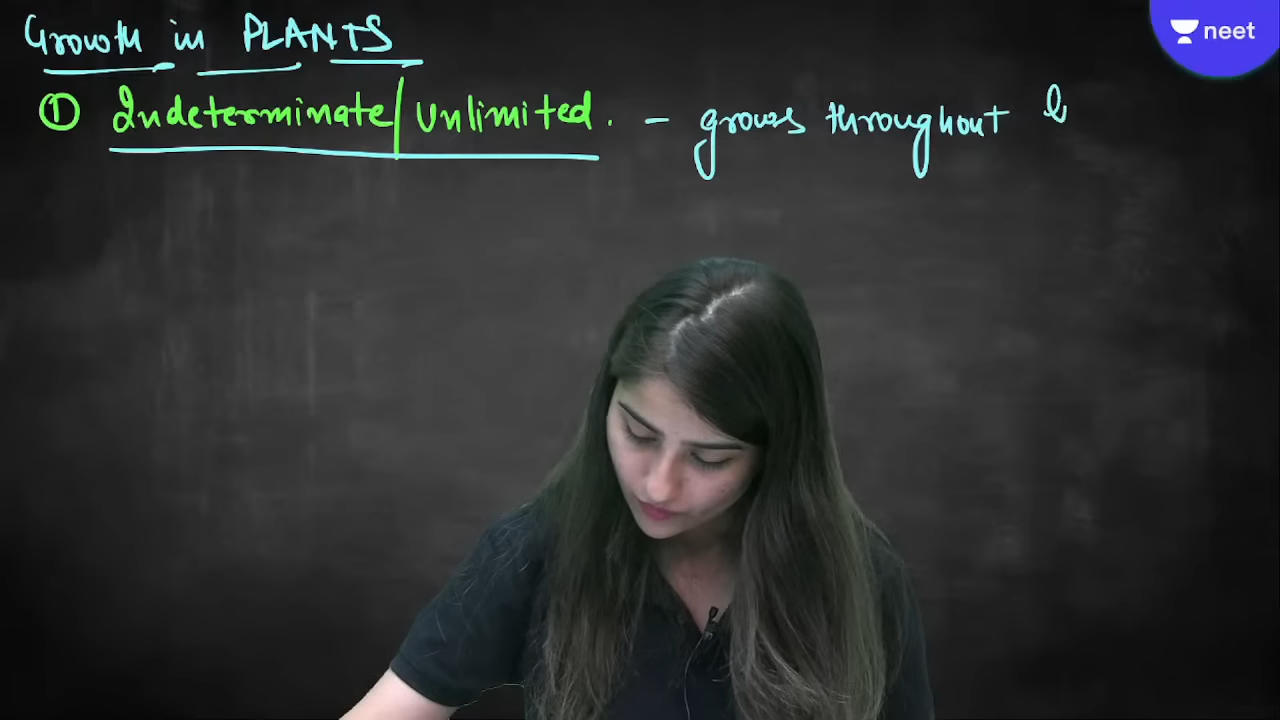 Growth in PLANTS
neet
① Indeterminate/Unlimited. - grows throughout